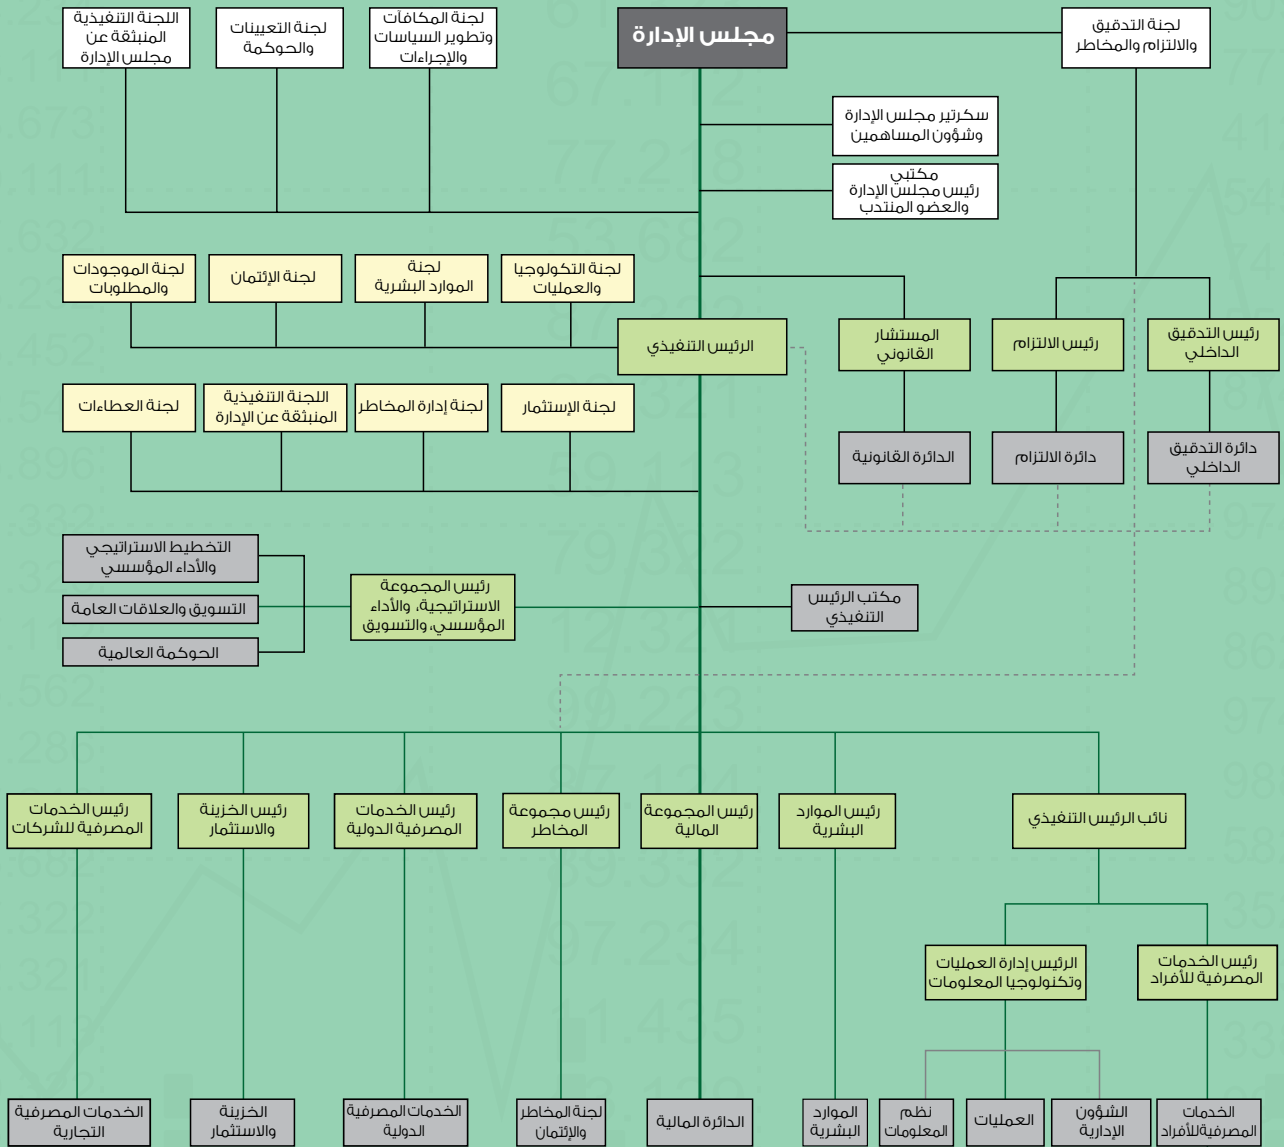 مجلس الإدارة
لجنة التدقيق
والالتزام والمخاطر
لجنة المكافآت
وتطوير السياسات
والإجراءات
لجنة التعيينات
والحوكمة
اللجنة التنفيذية
المنبثقة عن
مجلس الإدارة
سكرتير مجلس الإدارة
وشؤون المساهمين
مكتبي
رئيس مجلس الإدارة
والعضو المنتدب
لجنة التكولوجيا
والعمليات
لجنة
الموارد البشرية
لجنة الإئتمان
لجنة الموجودات
والمطلوبات
رئيس التدقيق
الداخلي
رئيس الالتزام
المستشار
القانوني
الرئيس التنفيذي
لجنة الإستثمار
لجنة إدارة المخاطر
اللجنة التنفيذية
المنبثقة عن الإدارة
لجنة العطاءات
دائرة التدقيق
الداخلي
دائرة الالتزام
الدائرة القانونية
التخطيط الاستراتيجي
والأداء المؤسسي
التسويق والعلاقات العامة
الحوكمة العالمية
رئيس المجموعة
الاستراتيجية، والأداء
المؤسسي، والتسويق
مكتب الرئيس
التنفيذي
نائب الرئيس التنفيذي
رئيس الموارد
البشرية
رئيس المجموعة
المالية
رئيس مجموعة
المخاطر
رئيس الخدمات
المصرفية الدولية
رئيس الخزينة
والاستثمار
رئيس الخدمات
المصرفية للشركات
رئيس الخدمات
المصرفية للأفراد
الرئيس إدارة العمليات
وتكنولوجيا المعلومات
الخدمات
المصرفية للأفراد
الشؤون
الإدارية
العمليات
نظم
المعلومات
الموارد
البشرية
الدائرة المالية
لجنة المخاطر
والإئتمان
الخدمات المصرفية
الدولية
الخزينة
والاستثمار
الخدمات المصرفية
التجارية